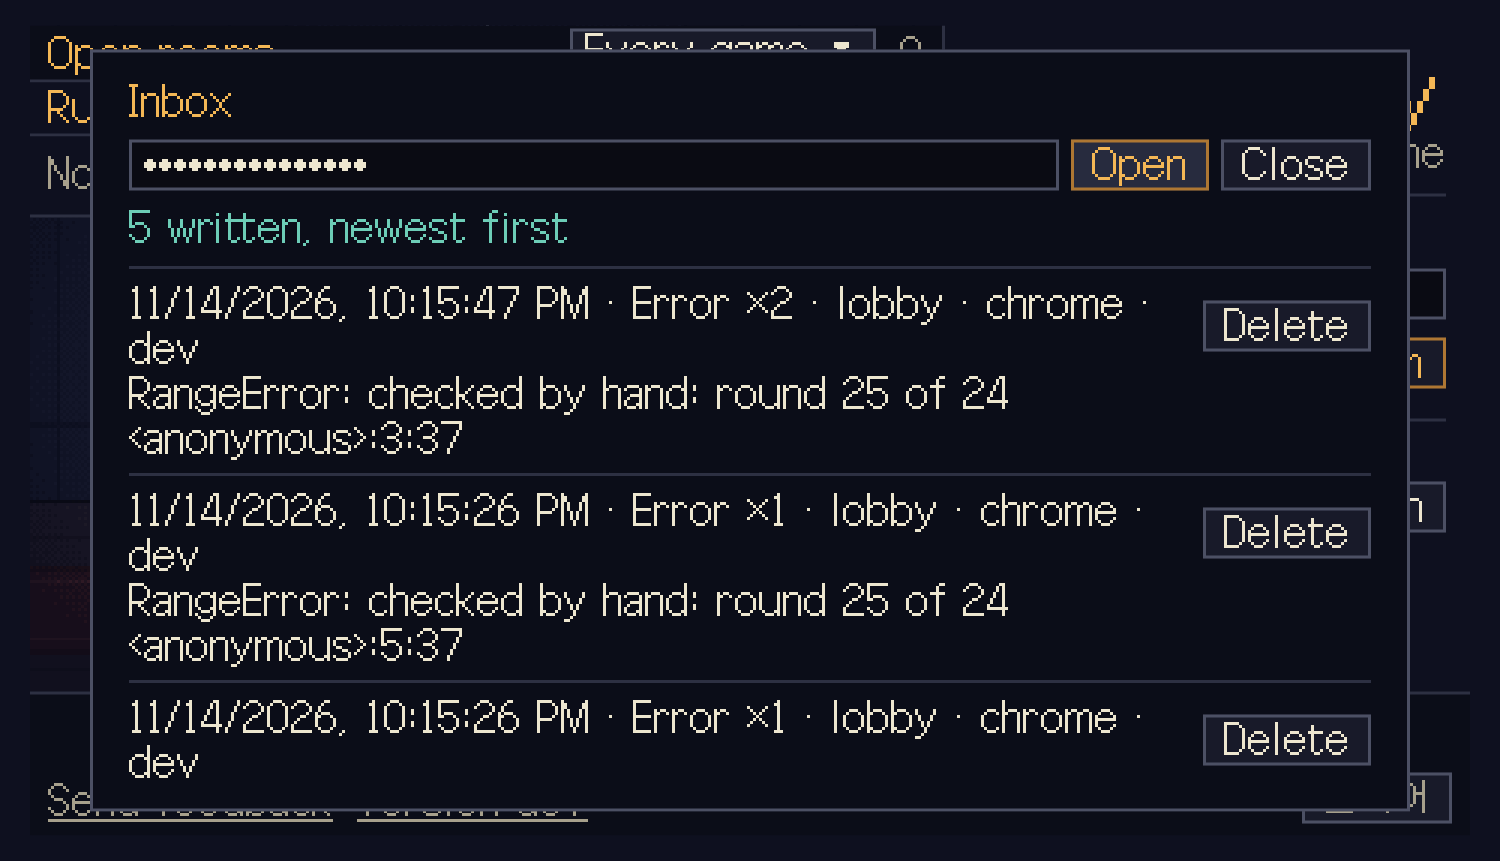 Every game ▼
Inbox
••••••••••••••• Open Close
5 written, newest first
11/14/2026, 10:15:47 PM · Error ×2 · lobby · chrome ·
dev
Delete
RangeError: checked by hand: round 25 of 24
<anonymous>:3:37
11/14/2026, 10:15:26 PM · Error ×1 · lobby · chrome ·
dev
Delete
RangeError: checked by hand: round 25 of 24
<anonymous>:5:37
11/14/2026, 10:15:26 PM · Error ×1 · lobby · chrome ·
dev
Delete